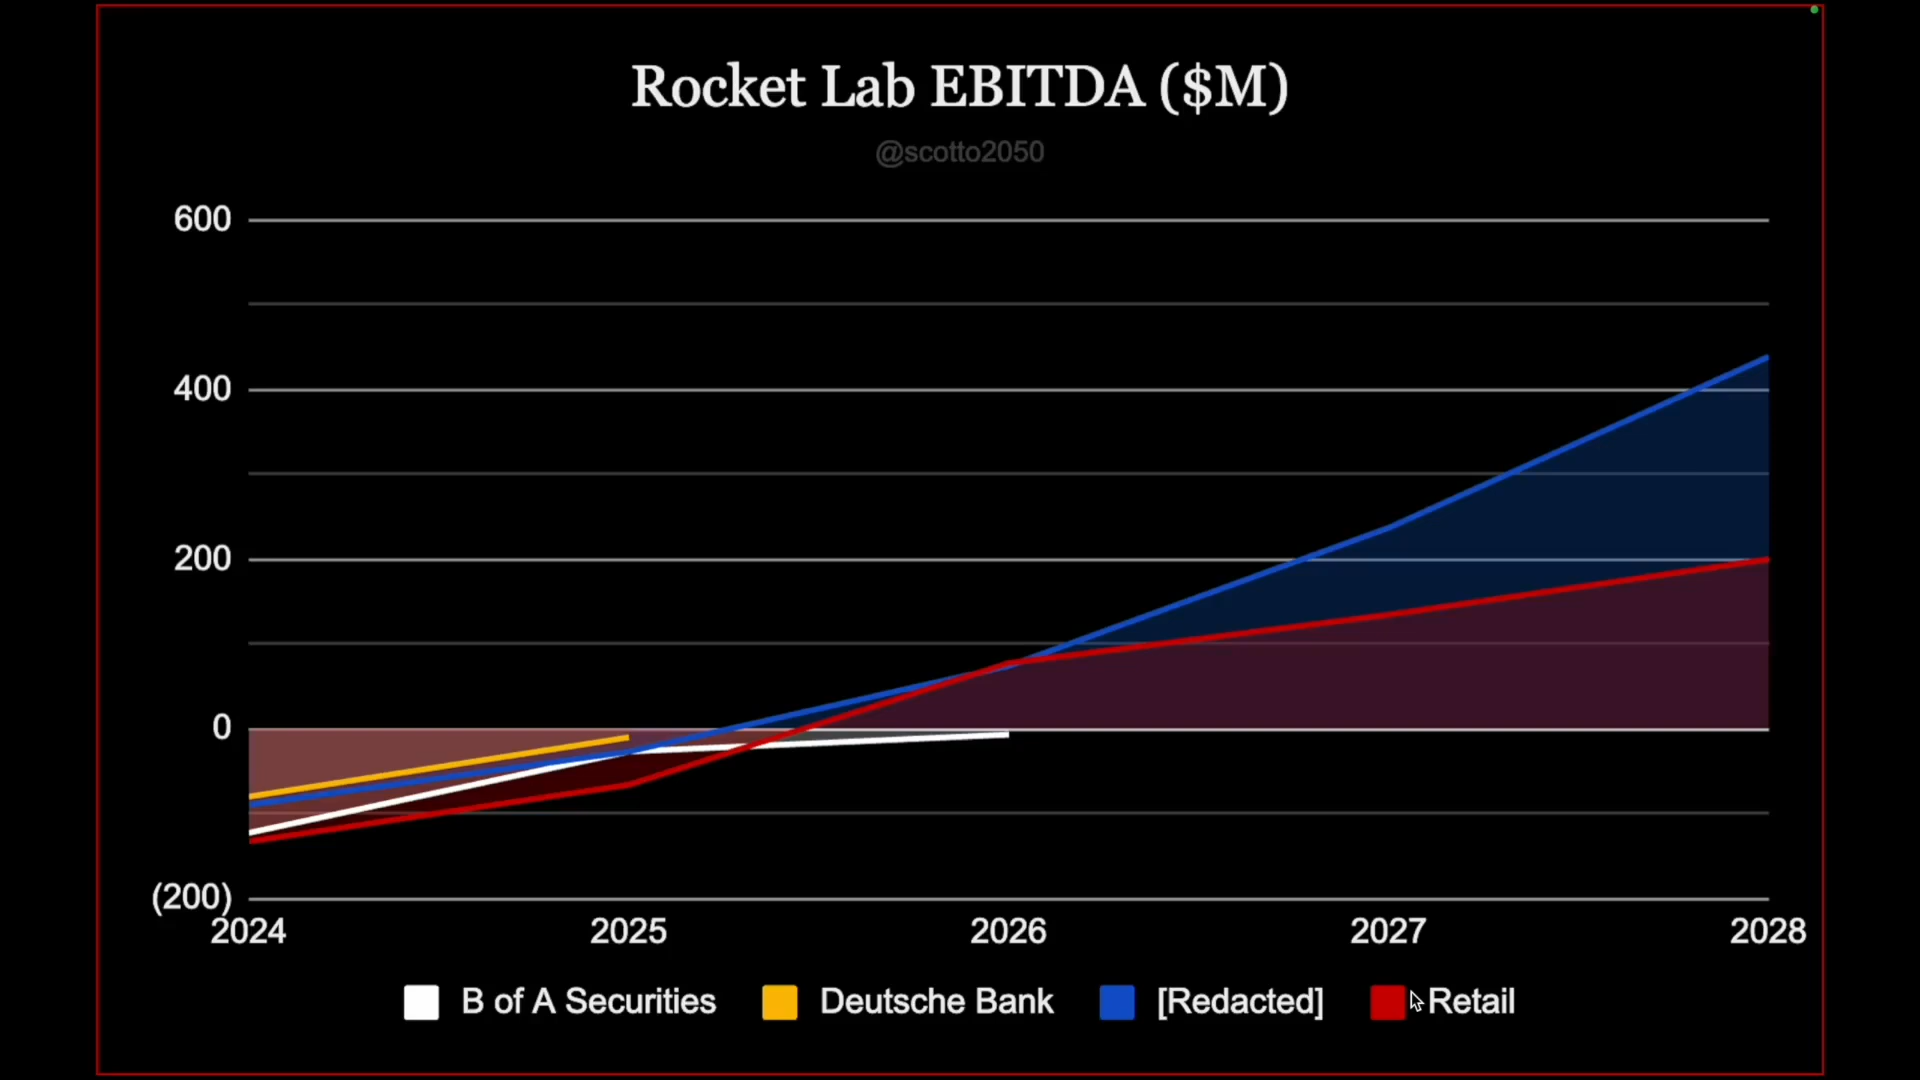 Rocket Lab EBITDA ($M)
@scotto2050
600
400
200
0
(200)
2024 2025 2026 2027 2028
B of A Securities Deutsche Bank [Redacted] Retail